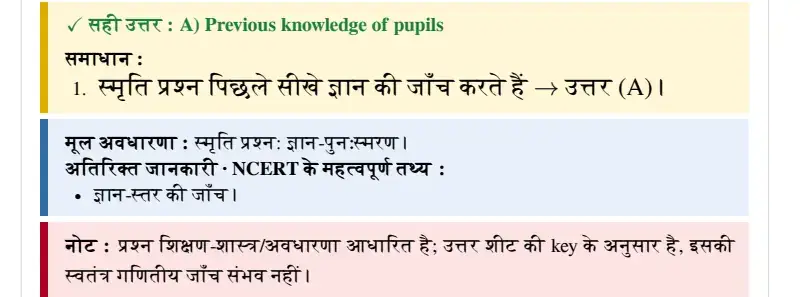 ✓ सही उत्तर : A) Previous knowledge of pupils
समाधान :
1. स्मृति प्रश्न पिछले सीखे ज्ञान की जाँच करते हैं → उत्तर (A)।
मूल अवधारणा : स्मृति प्रश्न: ज्ञान-पुन:स्मरण।
अतिरिक्त जानकारी · NCERT के महत्वपूर्ण तथ्य :
• ज्ञान-स्तर की जाँच।
नोट : प्रश्न शिक्षण-शास्त्र/अवधारणा आधारित है; उत्तर शीट की key के अनुसार है, इसकी
स्वतंत्र गणितीय जाँच संभव नहीं।